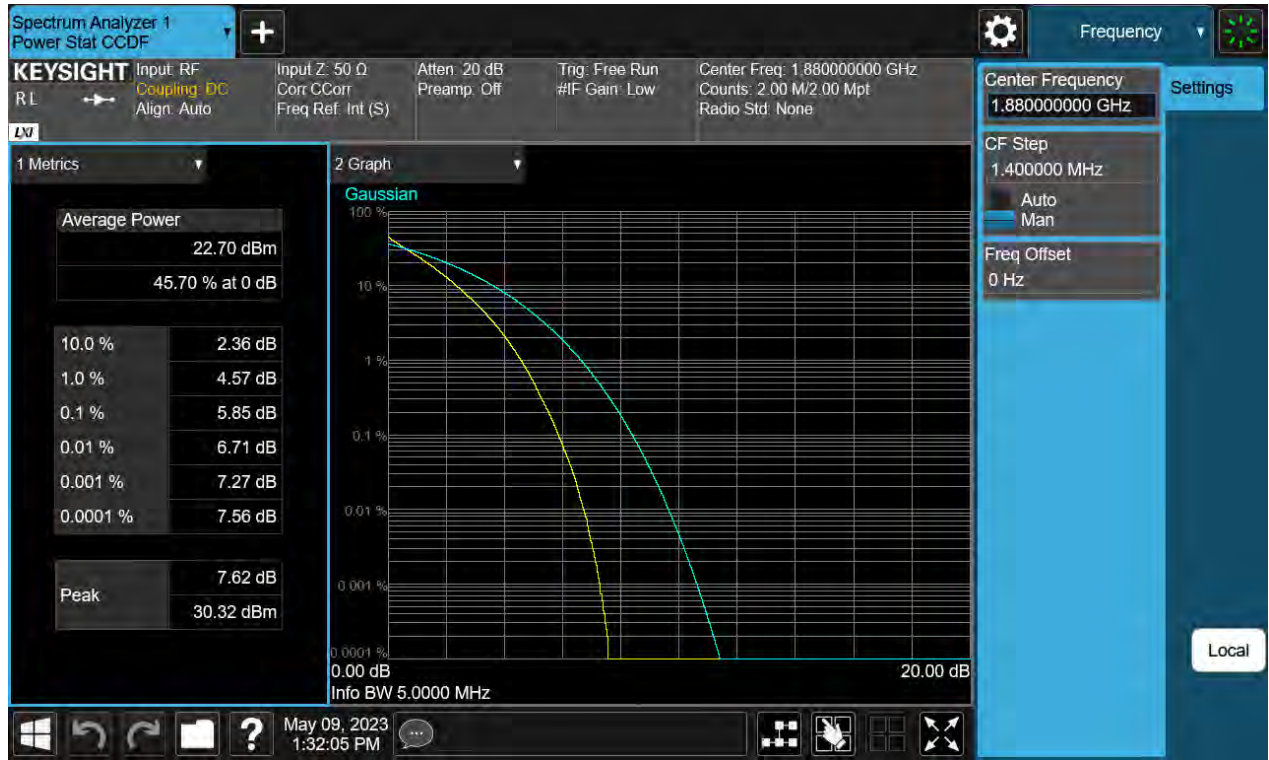 Spectrum Analyzer 1
Power Stat CCDF
Frequency
KEYSIGHT
RL
LXI
Input: RF
Coupling: DC
Align: Auto
Input Z: 50 Ω
Corr CCorr
Freq Ref: Int (S)
Atten: 20 dB
Preamp: Off
Trig: Free Run
#IF Gain: Low
Center Freq: 1.880000000 GHz
Counts: 2.00 M/2.00 Mpt
Radio Std: None
Center Frequency
1.880000000 GHz
Settings
CF Step
1.400000 MHz
Auto
Man
Freq Offset
0 Hz
Local
1 Metrics
Average Power
22.70 dBm
45.70 % at 0 dB
10.0 % 2.36 dB
1.0 % 4.57 dB
0.1 % 5.85 dB
0.01 % 6.71 dB
0.001 % 7.27 dB
0.0001 % 7.56 dB
Peak 7.62 dB
30.32 dBm
2 Graph
Gaussian
100 %
10 %
1 %
0.1 %
0.01 %
0.001 %
0.0001 %
0.00 dB 20.00 dB
Info BW 5.0000 MHz
May 09, 2023
1:32:05 PM